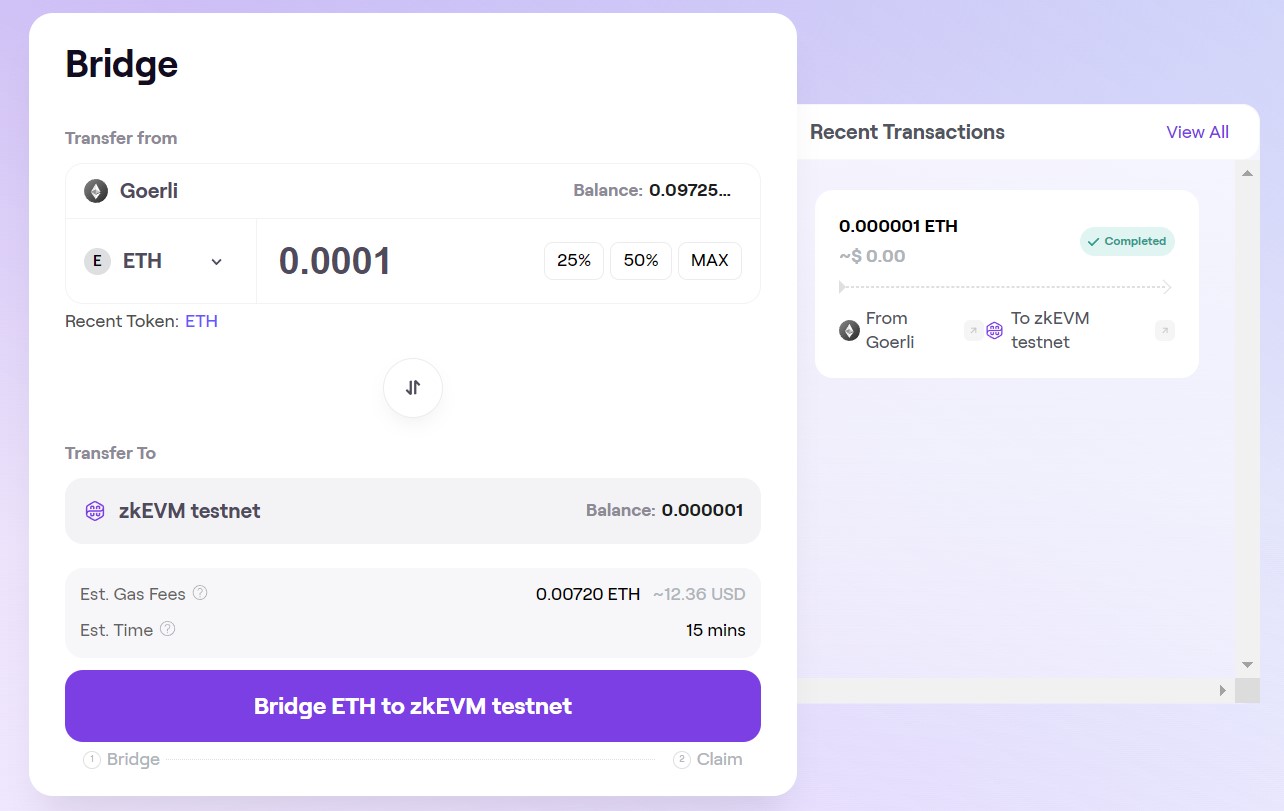 Bridge
Transfer from
Goerli Balance: 0.09725...
E ETH 0.0001 25% 50% MAX
Recent Token: ETH
Transfer To
zkEVM testnet Balance: 0.000001
Est. Gas Fees ? 0.00720 ETH ~12.36 USD
Est. Time ? 15 mins
Bridge ETH to zkEVM testnet
1 Bridge 2 Claim
Recent Transactions View All
0.000001 ETH
Completed
~$ 0.00
From
Goerli
To zkEVM
testnet